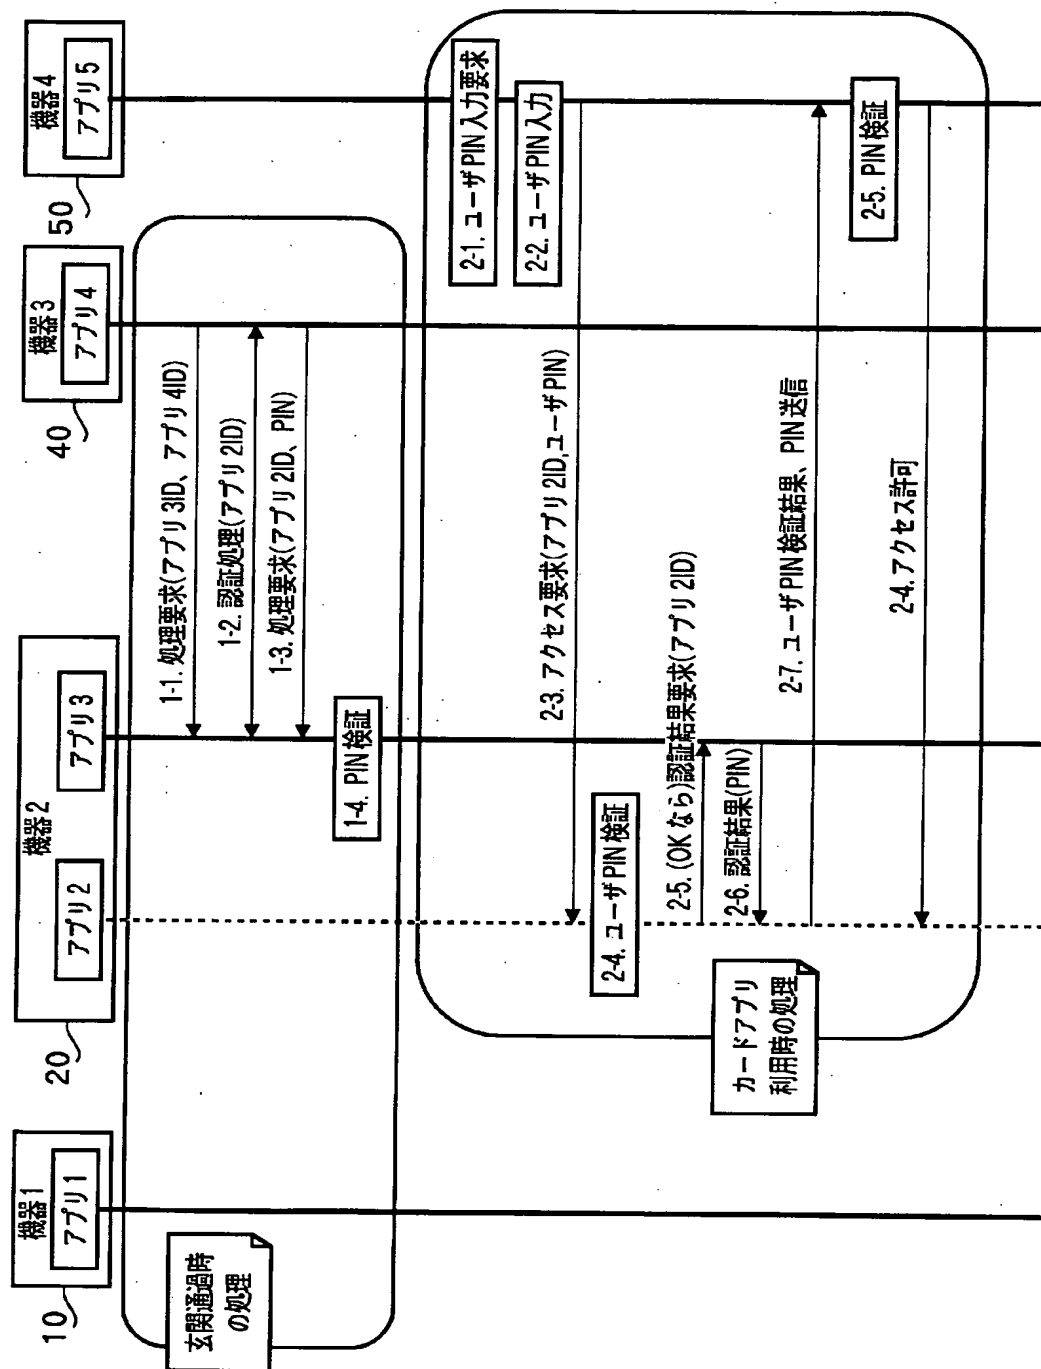 機器1
アプリ1
10
機器2
アプリ2
アプリ3
20
機器3
アプリ4
40
機器4
アプリ5
50
玄関通過時
の処理
1-1. 処理要求(アプリ3ID、アプリ4ID)
1-2. 認証処理(アプリ2ID)
1-3. 処理要求(アプリ2ID、PIN)
1-4. PIN検証
カードアプリ
利用時の処理
2-1. ユーザPIN入力要求
2-2. ユーザPIN入力
2-3. アクセス要求(アプリ2ID,ユーザPIN)
2-4. ユーザPIN検証
2-5. (OKなら)認証結果要求(アプリ2ID)
2-6. 認証結果(PIN)
2-7. ユーザPIN検証結果、PIN送信
2-5. PIN検証
2-4. アクセス許可